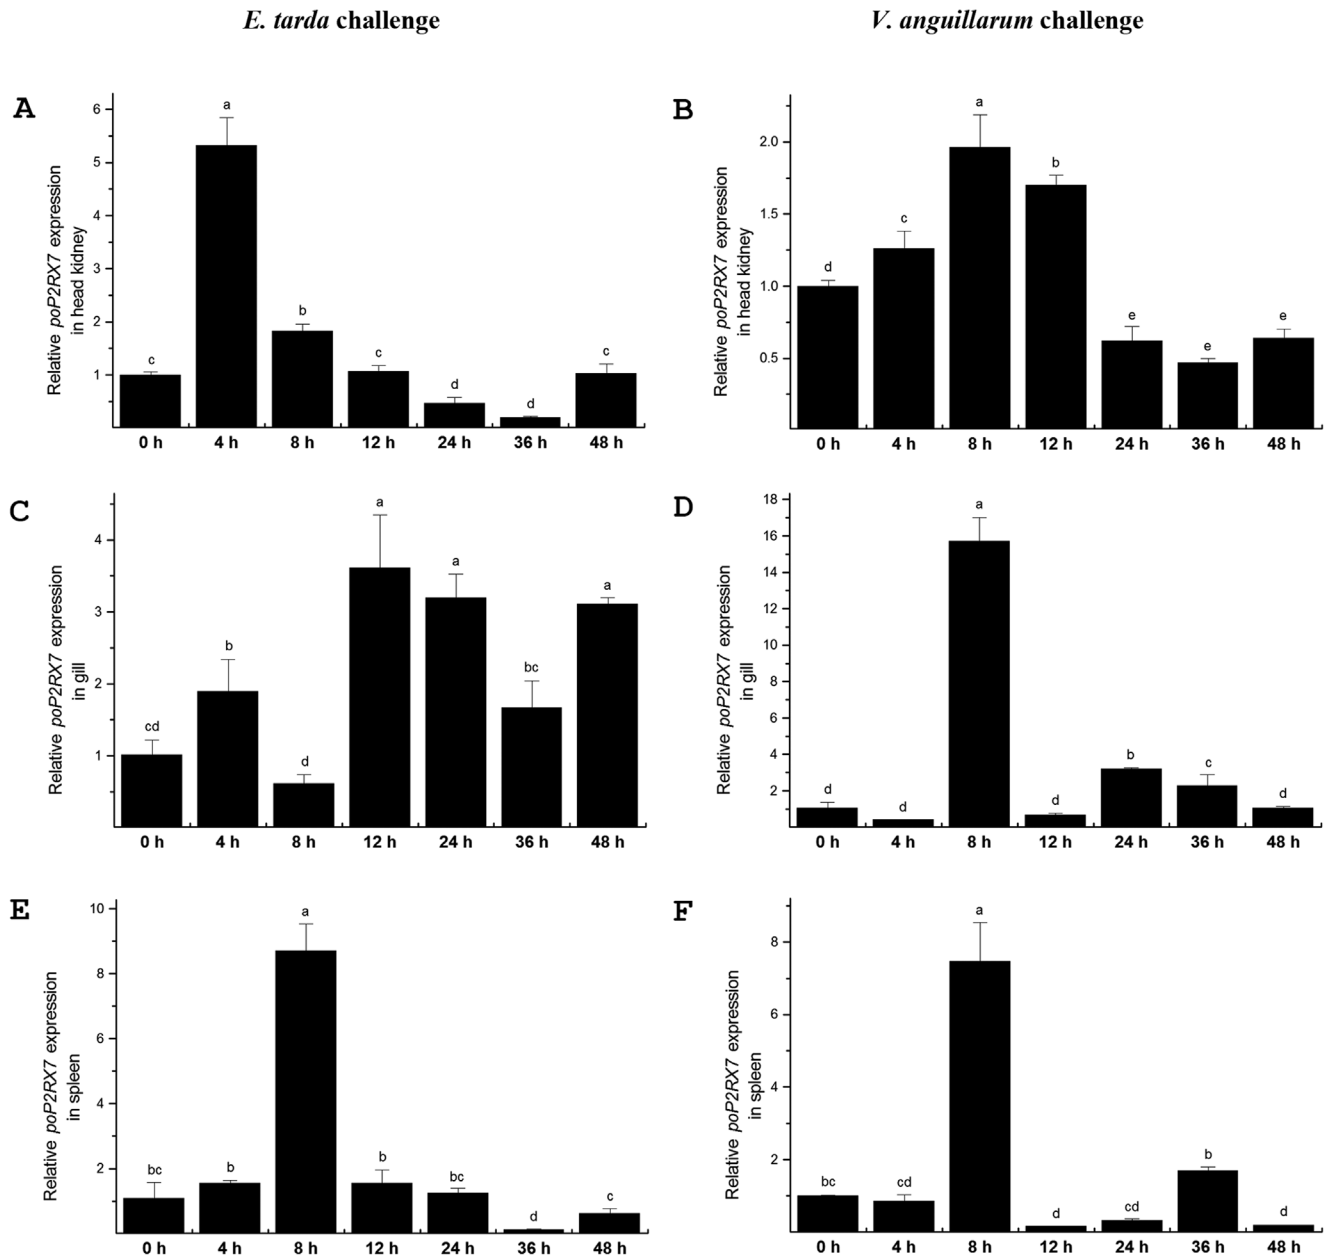 E. tarda challenge
V. anguillarum challenge
A
Relative poP2RX7 expression
in head kidney
6
5
4
3
2
1
c
a
b
c
d
d
c
0 h 4 h 8 h 12 h 24 h 36 h 48 h
B
Relative poP2RX7 expression
in head kidney
2.0
1.5
1.0
0.5
d
c
a
b
e
e
e
0 h 4 h 8 h 12 h 24 h 36 h 48 h
C
Relative poP2RX7 expression
in gill
4
3
2
1
cd
b
d
a
a
bc
a
0 h 4 h 8 h 12 h 24 h 36 h 48 h
D
Relative poP2RX7 expression
in gill
18
16
14
12
10
8
6
4
2
d
d
a
d
b
c
d
0 h 4 h 8 h 12 h 24 h 36 h 48 h
E
Relative poP2RX7 expression
in spleen
10
8
6
4
2
bc
b
a
b
bc
d
c
0 h 4 h 8 h 12 h 24 h 36 h 48 h
F
Relative poP2RX7 expression
in spleen
8
6
4
2
bc
cd
a
d
cd
b
d
0 h 4 h 8 h 12 h 24 h 36 h 48 h